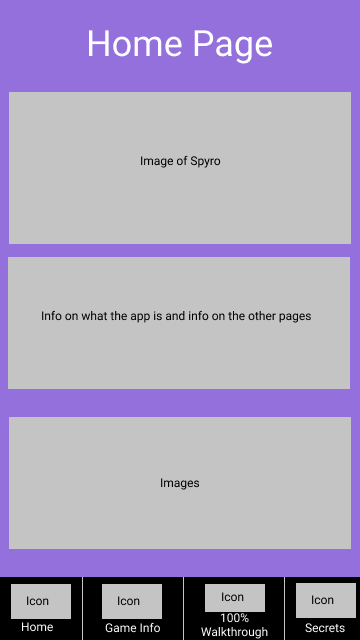 Home Page
Image of Spyro
Info on what the app is and info on the other pages
Images
Icon
Home
Icon
Game Info
Icon
100%
Walkthrough
Icon
Secrets